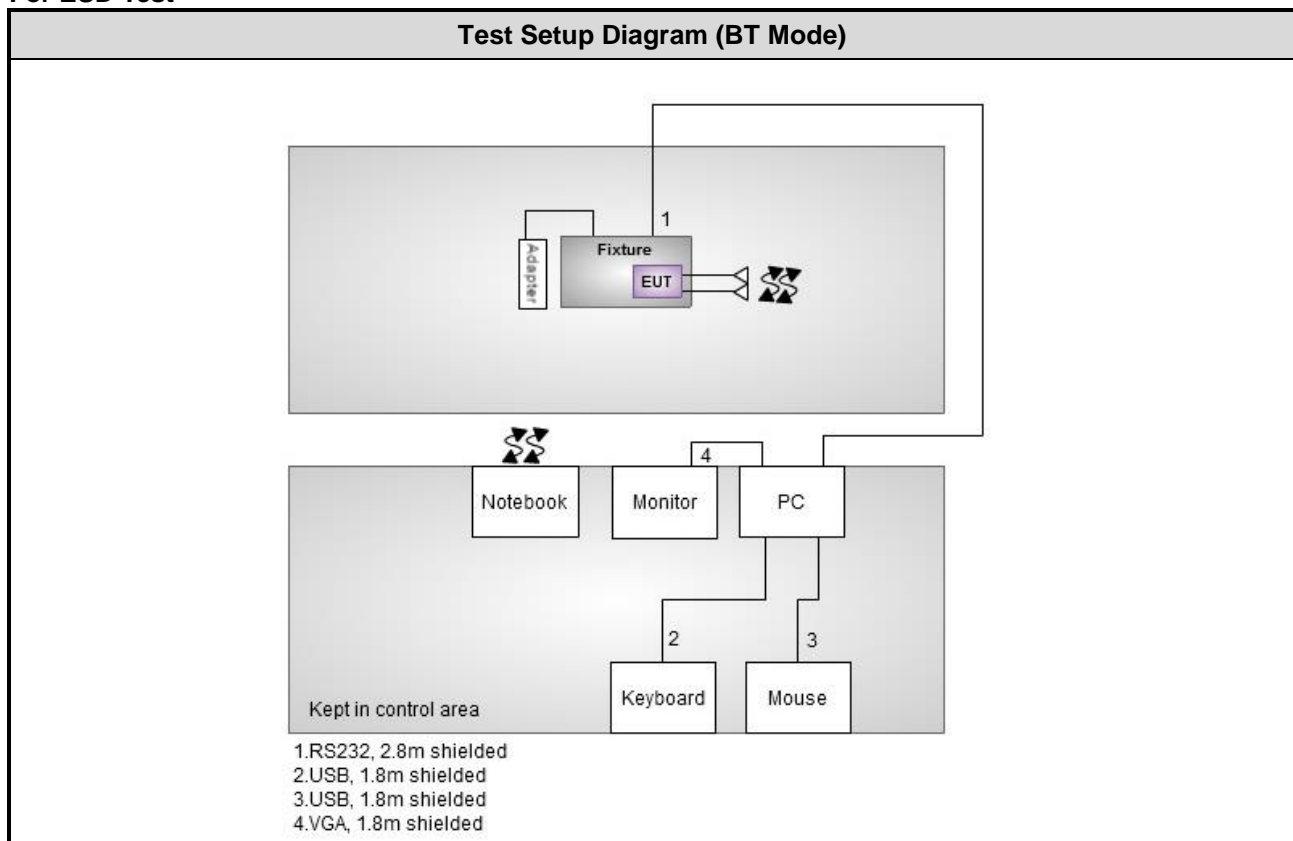 Test Setup Diagram (BT Mode)
1
Fixture
Adapter
EUT
4
Notebook
Monitor
PC
2
3
Keyboard
Mouse
Kept in control area
1.RS232, 2.8m shielded
2.USB, 1.8m shielded
3.USB, 1.8m shielded
4.VGA, 1.8m shielded